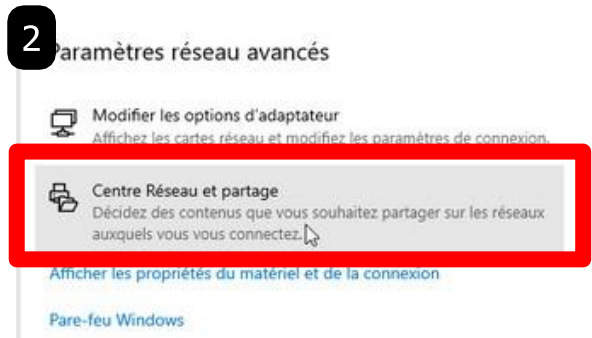 2
Paramètres réseau avancés
Modifier les options d'adaptateur
Affichez les cartes réseau et modifiez les paramètres de connexion.
Centre Réseau et partage
Décidez des contenus que vous souhaitez partager sur les réseaux
auxquels vous vous connectez.
Afficher les propriétés du matériel et de la connexion
Pare-feu Windows